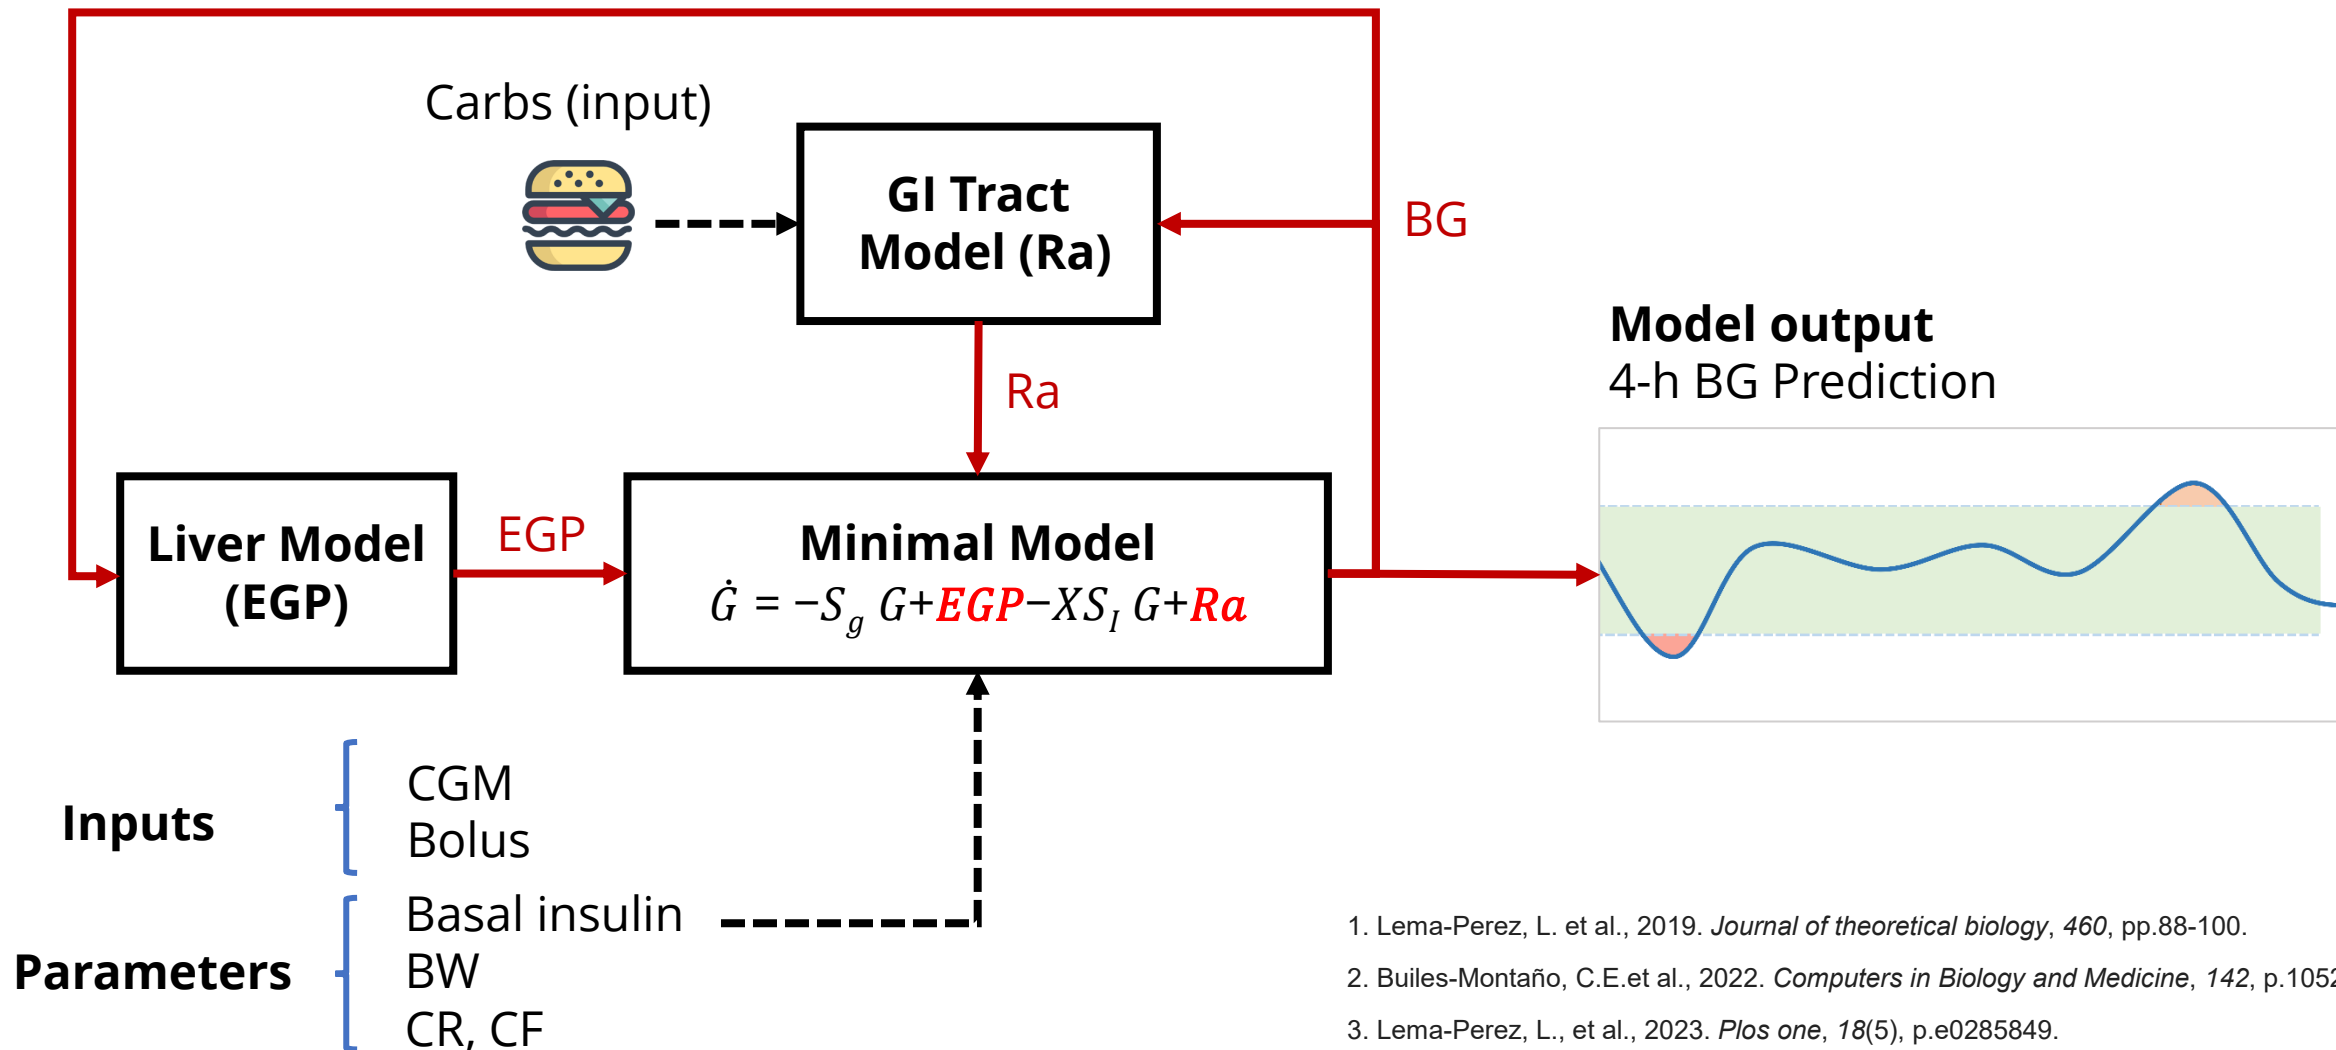 Carbs (input)
GI Tract
Model (Ra)
BG
Ra
Model output
4-h BG Prediction
Liver Model
(EGP)
EGP
Minimal Model
Ġ = −S_g G+EGP−XS_I G+Ra
Inputs
CGM
Bolus
Parameters
Basal insulin
BW
CR, CF
1. Lema-Perez, L. et al., 2019. Journal of theoretical biology, 460, pp.88-100.
2. Builes-Montaño, C.E.et al., 2022. Computers in Biology and Medicine, 142, p.1052
3. Lema-Perez, L., et al., 2023. Plos one, 18(5), p.e0285849.